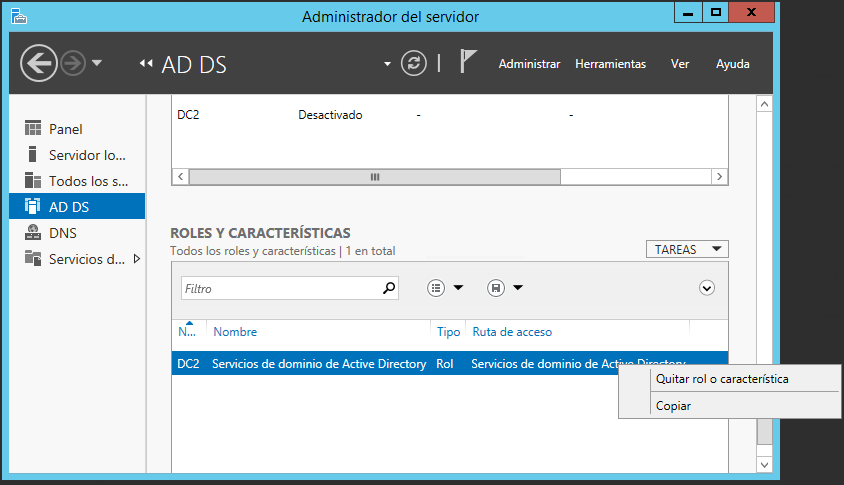 Administrador del servidor
AD DS
Administrar Herramientas Ver Ayuda
Panel
Servidor lo...
Todos los s...
AD DS
DNS
Servicios d...
DC2 Desactivado - -
ROLES Y CARACTERÍSTICAS
Todos los roles y características | 1 en total
TAREAS
Filtro
N... Nombre Tipo Ruta de acceso
DC2 Servicios de dominio de Active Directory Rol Servicios de dominio de Active Directory
Quitar rol o característica
Copiar